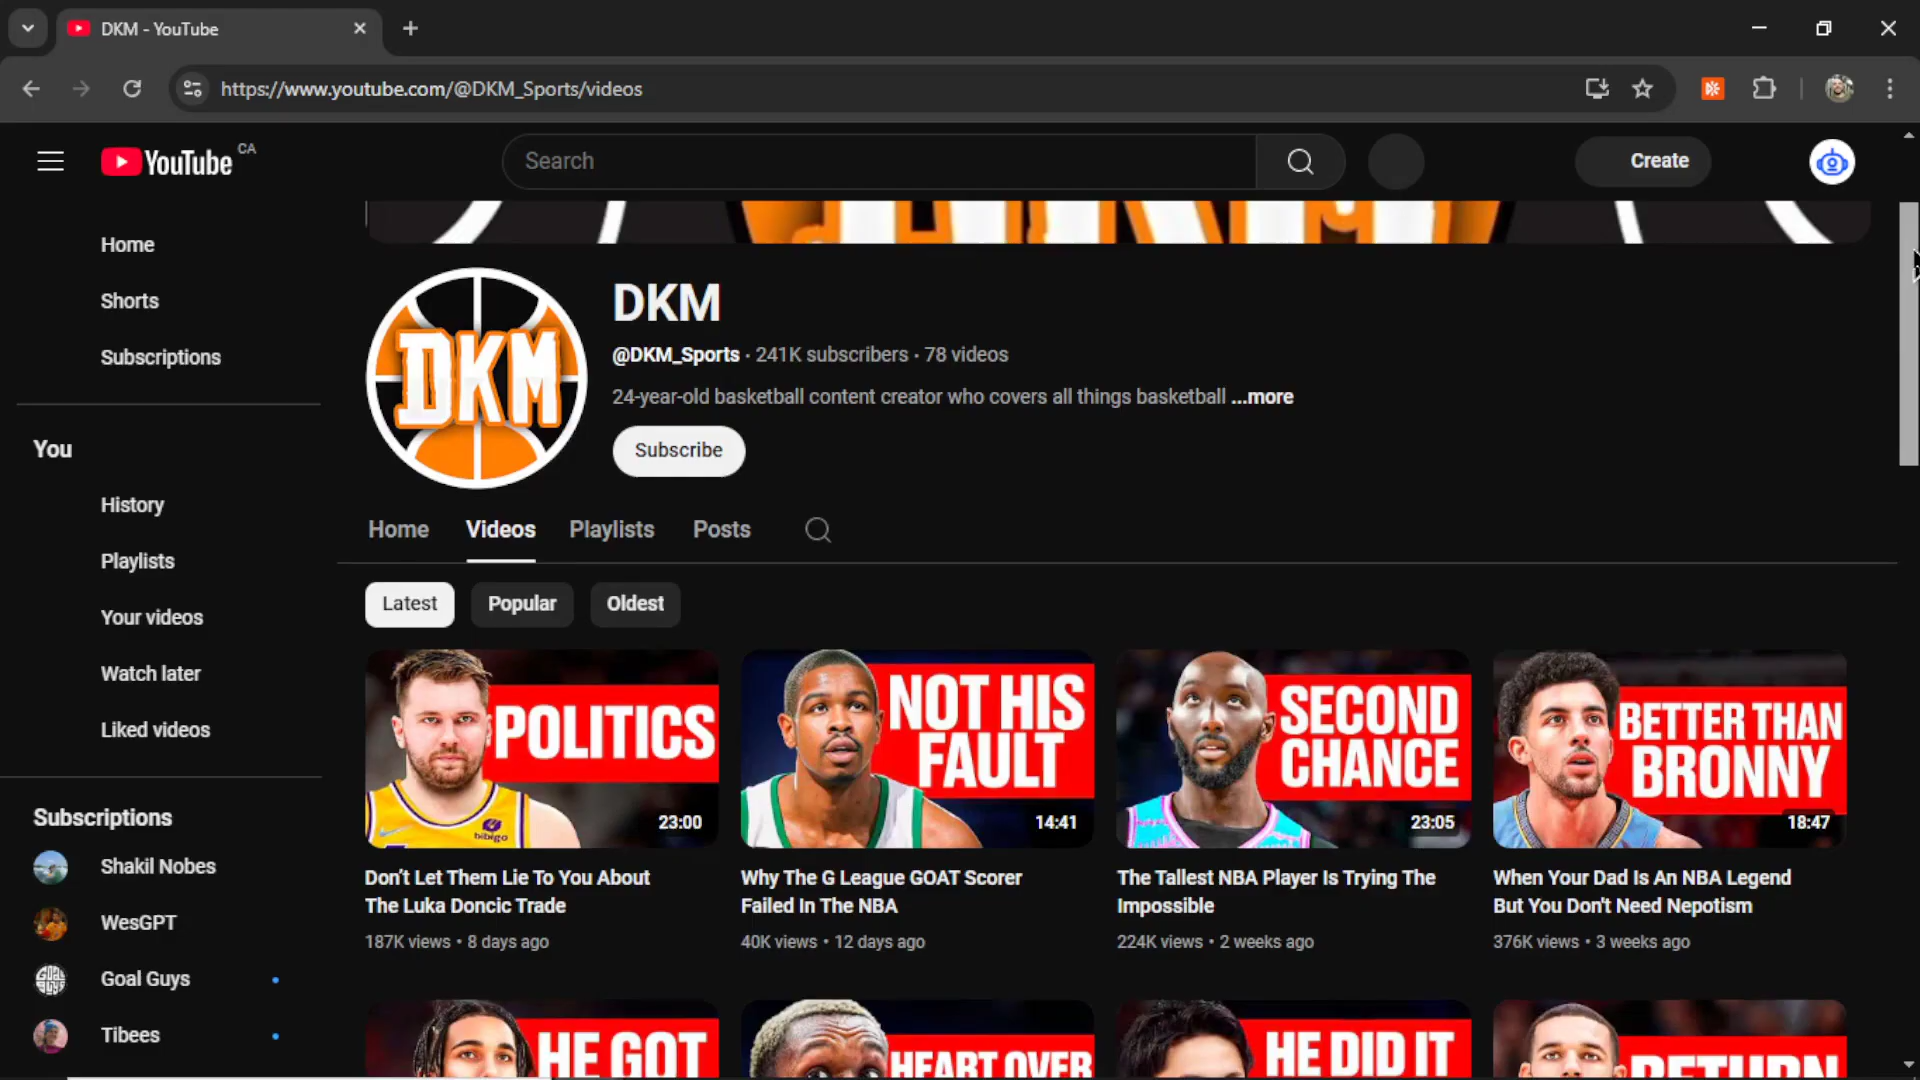 DKM - YouTube
https://www.youtube.com/@DKM_Sports/videos
YouTube CA
Search
Create
Home
Shorts
Subscriptions
You
History
Playlists
Your videos
Watch later
Liked videos
Subscriptions
Shakil Nobes
WesGPT
Goal Guys
Tibees
DKM
DKM
@DKM_Sports · 241K subscribers · 78 videos
24-year-old basketball content creator who covers all things basketball ...more
Subscribe
Home Videos Playlists Posts
Latest Popular Oldest
POLITICS
bibigo
23:00
Don't Let Them Lie To You About
The Luka Doncic Trade
187K views • 8 days ago
NOT HIS
FAULT
14:41
Why The G League GOAT Scorer
Failed In The NBA
40K views • 12 days ago
SECOND
CHANCE
23:05
The Tallest NBA Player Is Trying The
Impossible
224K views • 2 weeks ago
BETTER THAN
BRONNY
18:47
When Your Dad Is An NBA Legend
But You Don't Need Nepotism
376K views • 3 weeks ago
HE GOT
HEART OVER
HE DID IT
RETURN